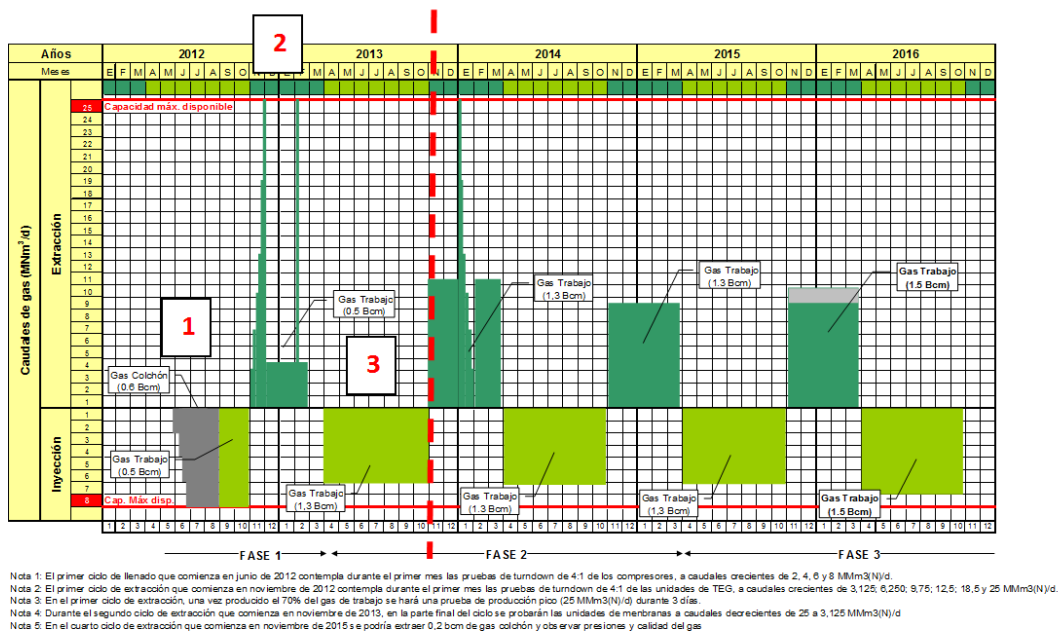 Años 2012 2013 2014 2015 2016
Meses E F M A M J J A S O N D E F M A M J J A S O N D E F M A M J J A S O N D E F M A M J J A S O N D E F M A M J J A S O N D
2
Caudales de gas (MNm³/d)
Extracción
25 Capacidad máx. disponible
24
23
22
21
20
19
18
17
16
15
14
13
12
11
10
9
8
7
6
5
4
3
2
1
Gas Trabajo
(0.5 Bcm)
Gas Trabajo
(1,3 Bcm)
Gas Trabajo
(1.3 Bcm)
Gas Trabajo
(1.5 Bcm)
1
3
Gas Colchón
(0.6 Bcm)
Inyección
1
2
3
4
5
6
7
8 Cap. Máx disp.
Gas Trabajo
(0.5 Bcm)
Gas Trabajo
(1,3 Bcm)
Gas Trabajo
(1.3 Bcm)
Gas Trabajo
(1,3 Bcm)
Gas Trabajo
(1.5 Bcm)
1 2 3 4 5 6 7 8 9 10 11 12 1 2 3 4 5 6 7 8 9 10 11 12 1 2 3 4 5 6 7 8 9 10 11 12 1 2 3 4 5 6 7 8 9 10 11 12 1 2 3 4 5 6 7 8 9 10 11 12
FASE 1 FASE 2 FASE 3
Nota 1: El primer ciclo de llenado que comienza en junio de 2012 contempla durante el primer mes las pruebas de turndown de 4:1 de los compresores, a caudales crecientes de 2, 4, 6 y 8 MMm3(N)/d.
Nota 2: El primer ciclo de extracción que comienza en noviembre de 2012 contempla durante el primer mes las pruebas de turndown de 4:1 de las unidades de TEG, a caudales crecientes de 3,125; 6,250; 9,75; 12,5; 18,5 y 25 MMm3(N)/d.
Nota 3: En el primer ciclo de extracción, una vez producido el 70% del gas de trabajo se hará una prueba de producción pico (25 MMm3(N)/d) durante 3 días.
Nota 4: Durante el segundo ciclo de extracción que comienza en noviembre de 2013, en la parte final del ciclo se probarán las unidades de menbranas a caudales decrecientes de 25 a 3,125 MMm3(N)/d
Nota 5: En el cuarto ciclo de extracción que comienza en noviembre de 2015 se podría extraer 0,2 bcm de gas colchón y observar presiones y calidad del gas